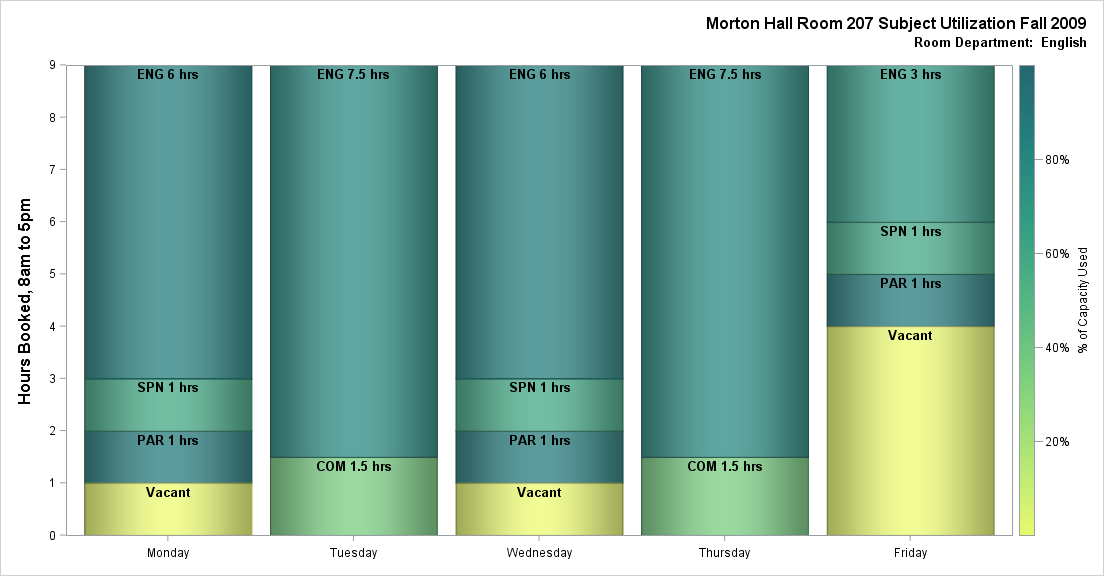 Morton Hall Room 207 Subject Utilization Fall 2009
Room Department:  English
Hours Booked, 8am to 5pm
9
8
7
6
5
4
3
2
1
0
ENG 6 hrs
SPN 1 hrs
PAR 1 hrs
Vacant
ENG 7.5 hrs
COM 1.5 hrs
ENG 6 hrs
SPN 1 hrs
PAR 1 hrs
Vacant
ENG 7.5 hrs
COM 1.5 hrs
ENG 3 hrs
SPN 1 hrs
PAR 1 hrs
Vacant
Monday
Tuesday
Wednesday
Thursday
Friday
80%
60%
40%
20%
% of Capacity Used